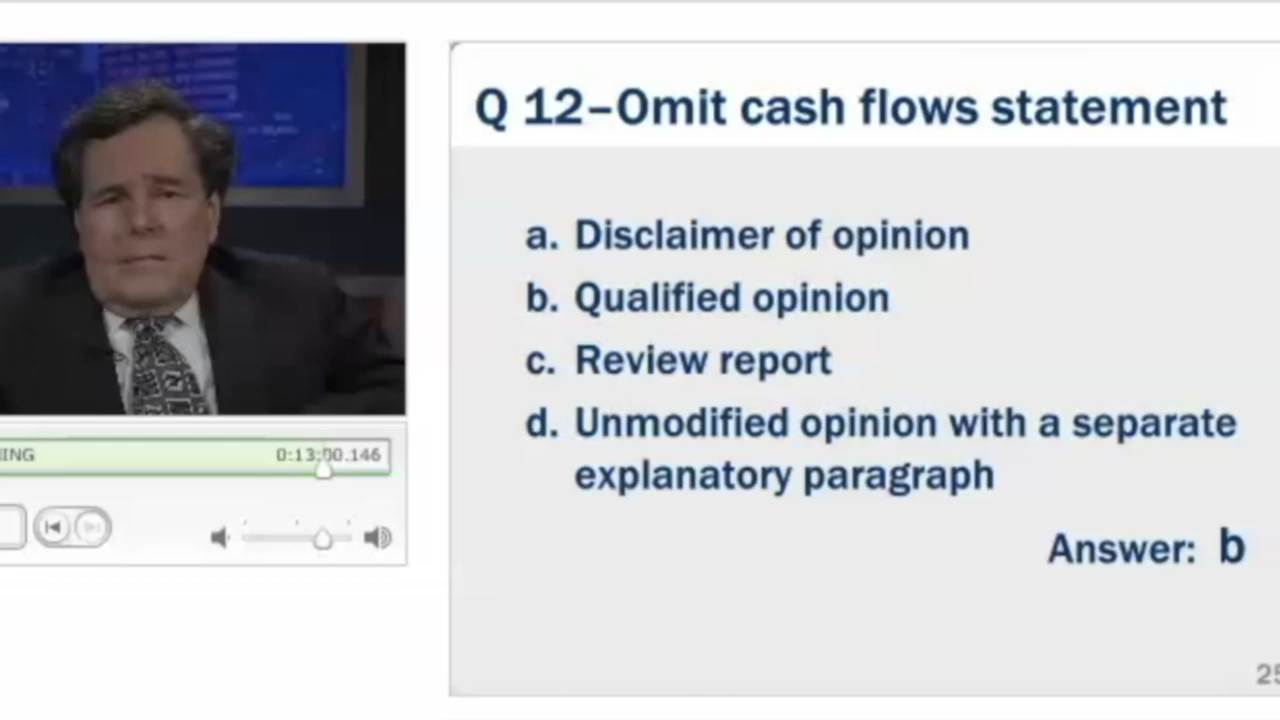 Q 12–Omit cash flows statement
a. Disclaimer of opinion
b. Qualified opinion
c. Review report
d. Unmodified opinion with a separate
explanatory paragraph
Answer: b
25
ING 0:13:00.146